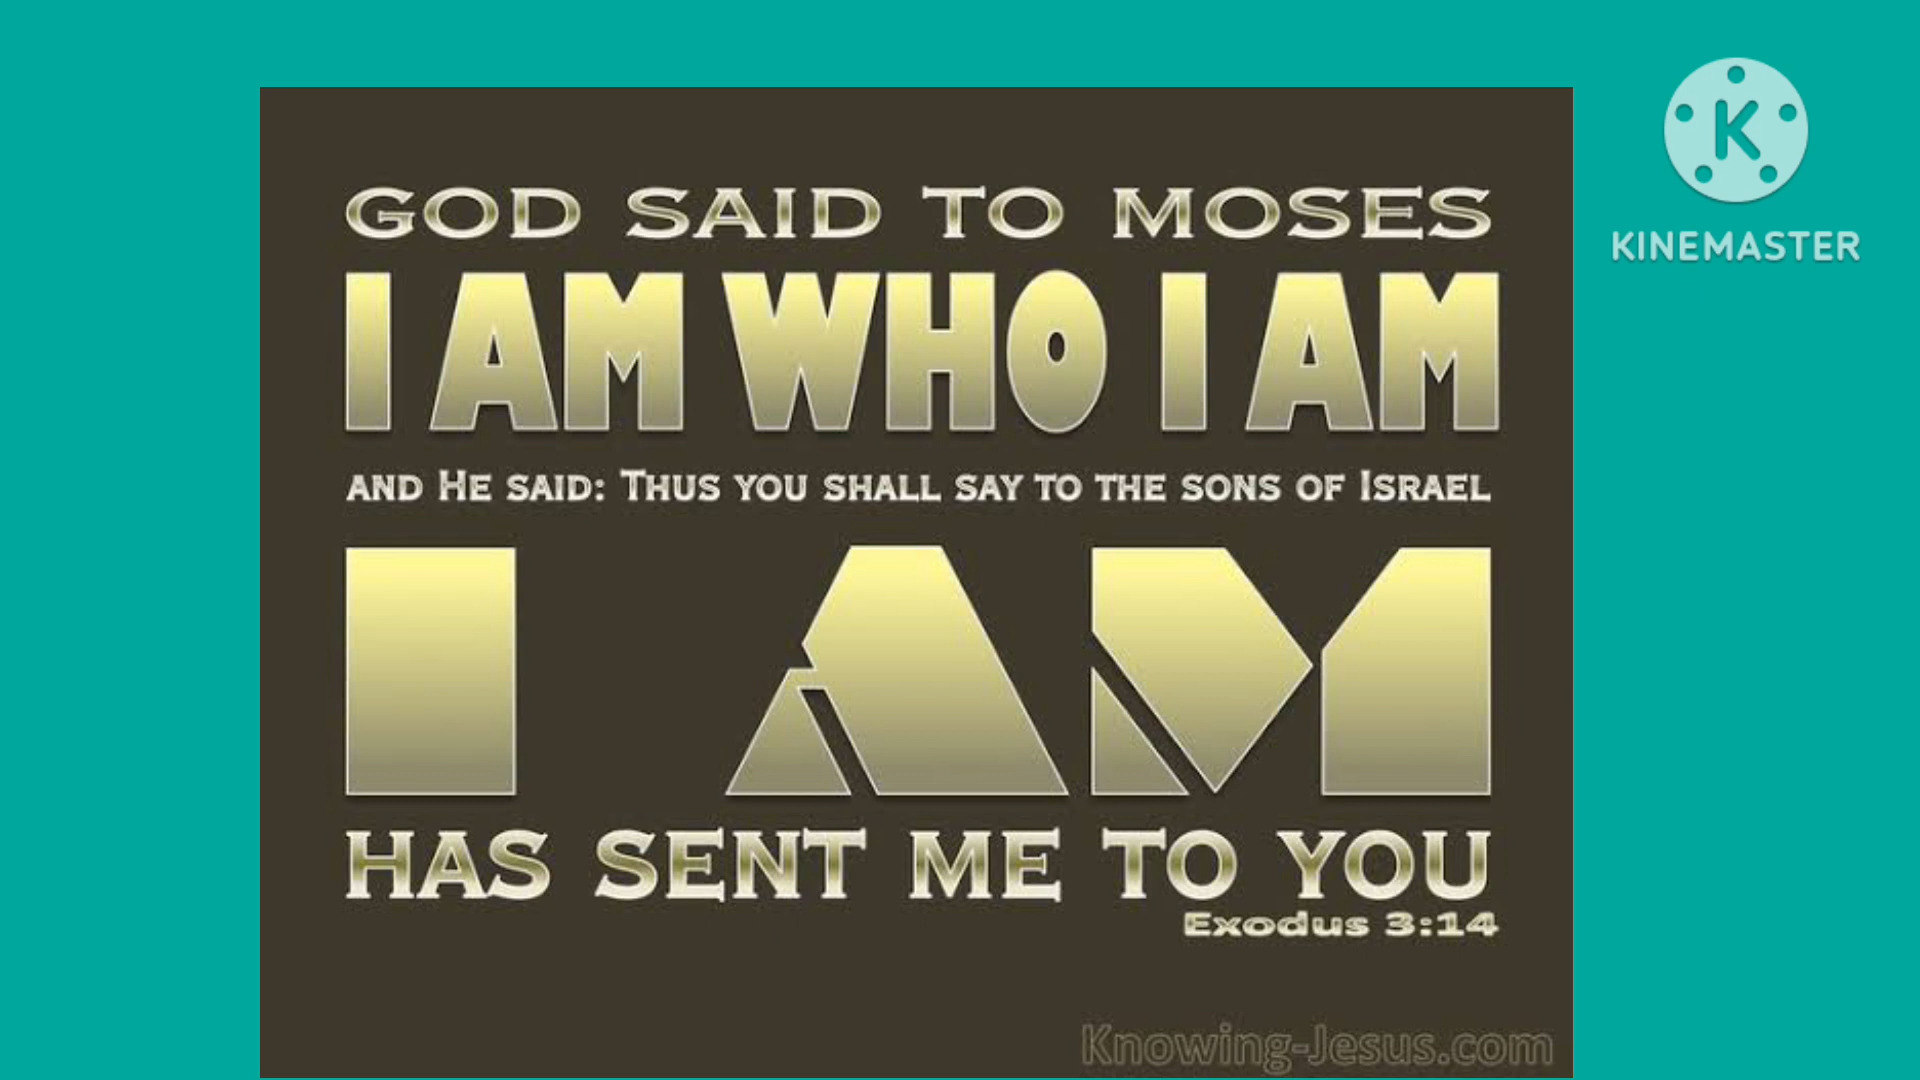 GOD SAID TO MOSES
I AM WHO I AM
AND HE SAID: THUS YOU SHALL SAY TO THE SONS OF ISRAEL
I AM
HAS SENT ME TO YOU
Exodus 3:14
Knowing-Jesus.com
K
KINEMASTER